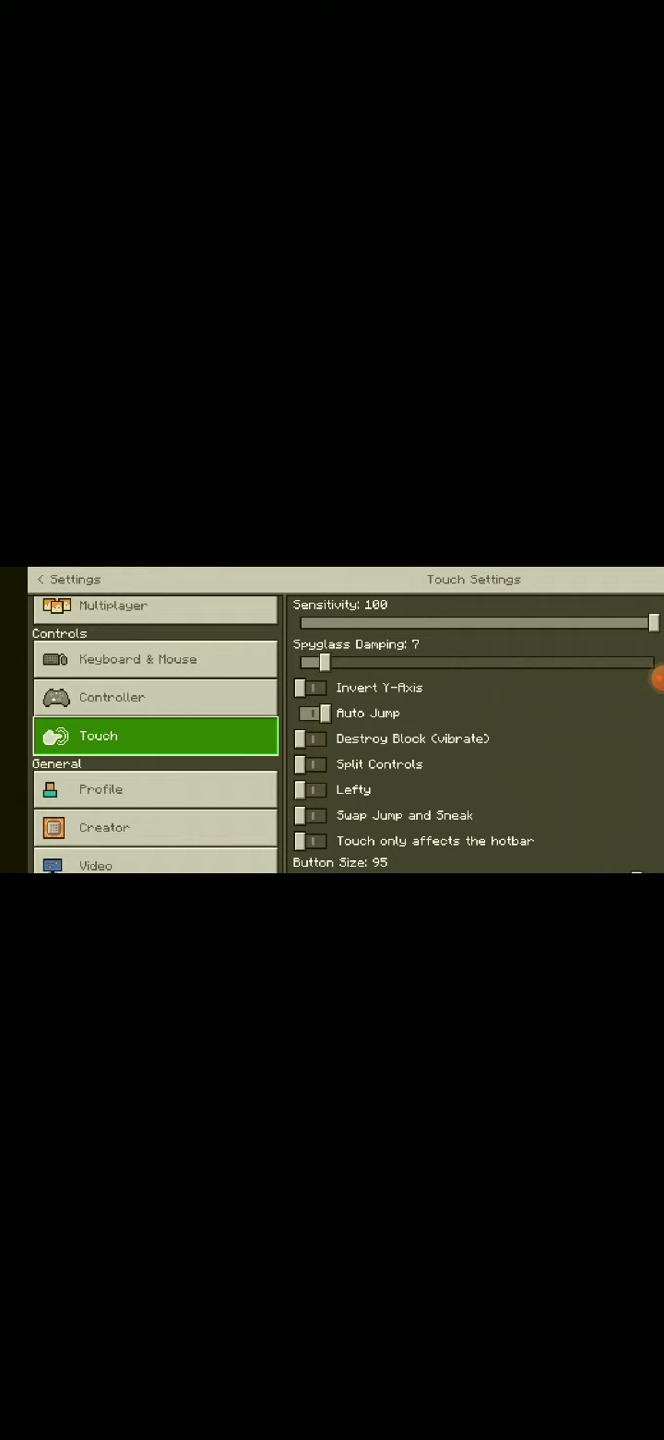 < Settings
Touch Settings
Multiplayer
Controls
Keyboard & Mouse
Controller
Touch
General
Profile
Creator
Video
Sensitivity: 100
Spyglass Damping: 7
Invert Y-Axis
Auto Jump
Destroy Block (vibrate)
Split Controls
Lefty
Swap Jump and Sneak
Touch only affects the hotbar
Button Size: 95